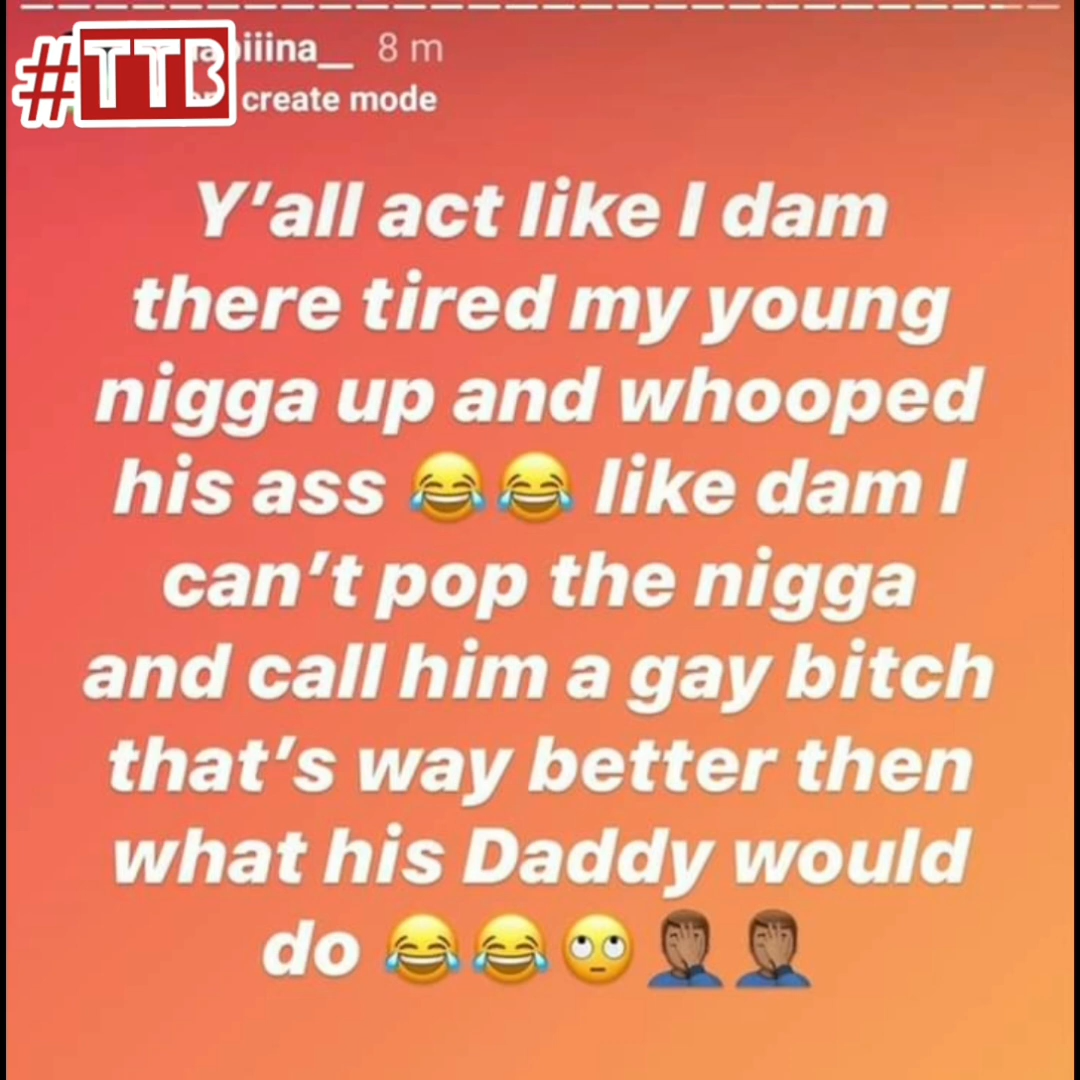 #TTB iiina__ 8 m
create mode
Y'all act like I dam
there tired my young
nigga up and whooped
his ass 😂😂 like dam I
can't pop the nigga
and call him a gay bitch
that's way better then
what his Daddy would
do 😂😂🙄🤦🏽‍♂️🤦🏽‍♂️